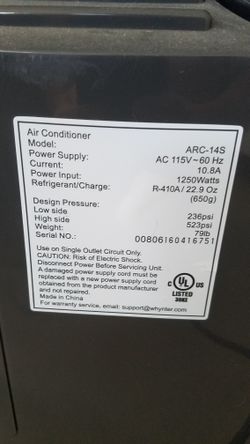 Air Conditioner
Model: ARC-14S
Power Supply: AC 115V~60 Hz
Current: 10.8A
Power Input: 1250Watts
Refrigerant/Charge: R-410A / 22.9 Oz
(650g)
Design Pressure:
Low side 236psi
High side 523psi
Weight: 79lb
Serial NO.: 00806160416751
Use on Single Outlet Circuit Only.
CAUTION: Risk of Electric Shock.
Disconnect Power Before Servicing Unit.
A damaged power supply cord must be
replaced with a new power supply cord
obtained from the product manufacturer
and not repaired.
Made in China
For warranty service, email: support@whynter.com
C UL US
LISTED